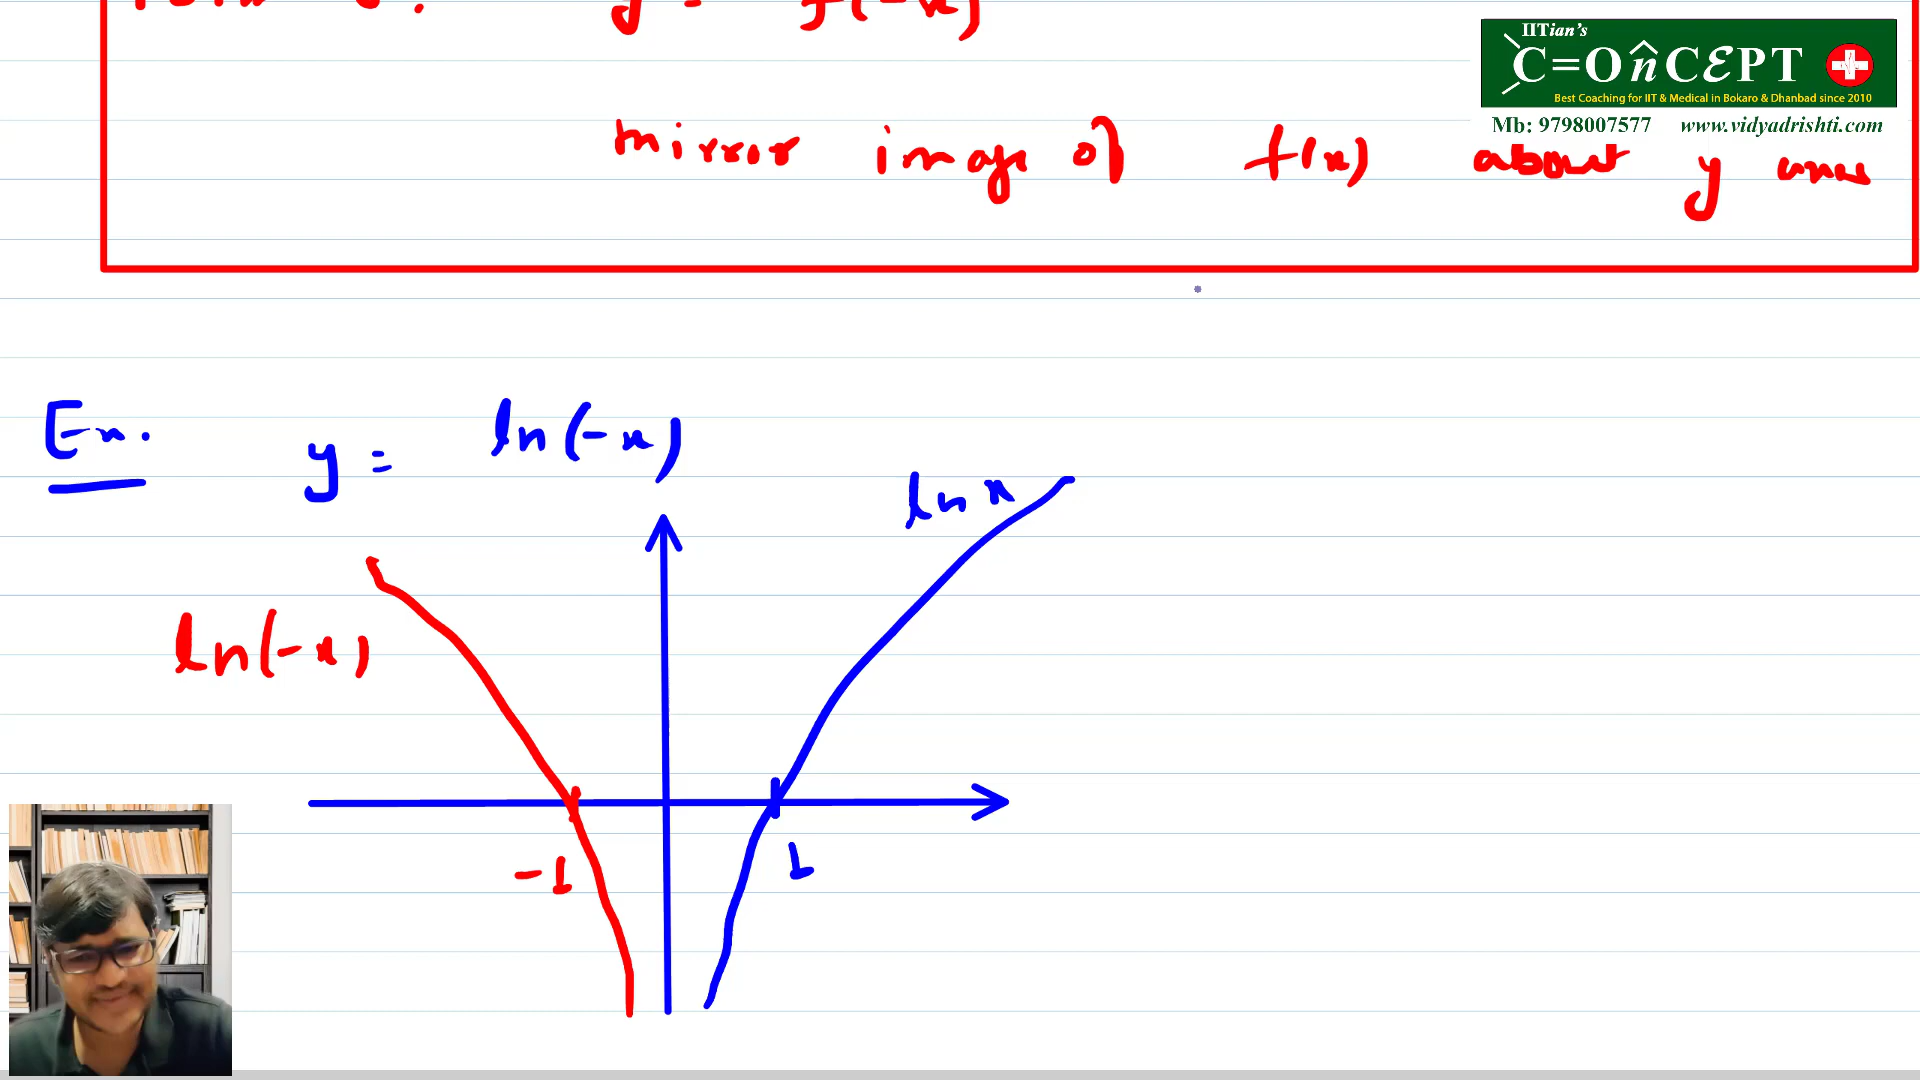 y = f(-x)
IITian's
C=OnCEPT
Best Coaching for IIT & Medical in Bokaro & Dhanbad since 2010
Mb: 9798007577 www.vidyadrishti.com
mirror image of f(x) about y axis
Ex. y = ln(-x)
ln x
ln(-x)
-1 1